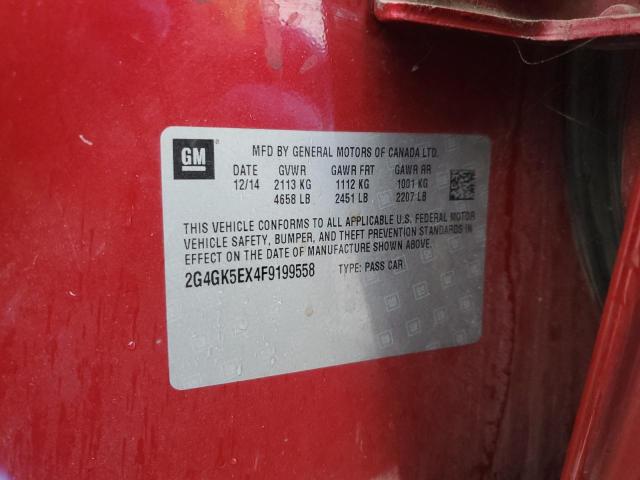 GM MFD BY GENERAL MOTORS OF CANADA LTD.
DATE GVWR GAWR FRT GAWR RR
12/14 2113 KG 1112 KG 1001 KG
4658 LB 2451 LB 2207 LB
THIS VEHICLE CONFORMS TO ALL APPLICABLE U.S. FEDERAL MOTOR
VEHICLE SAFETY, BUMPER, AND THEFT PREVENTION STANDARDS IN
EFFECT ON THE DATE OF MANUFACTURE SHOWN ABOVE.
2G4GK5EX4F9199558 TYPE: PASS CAR